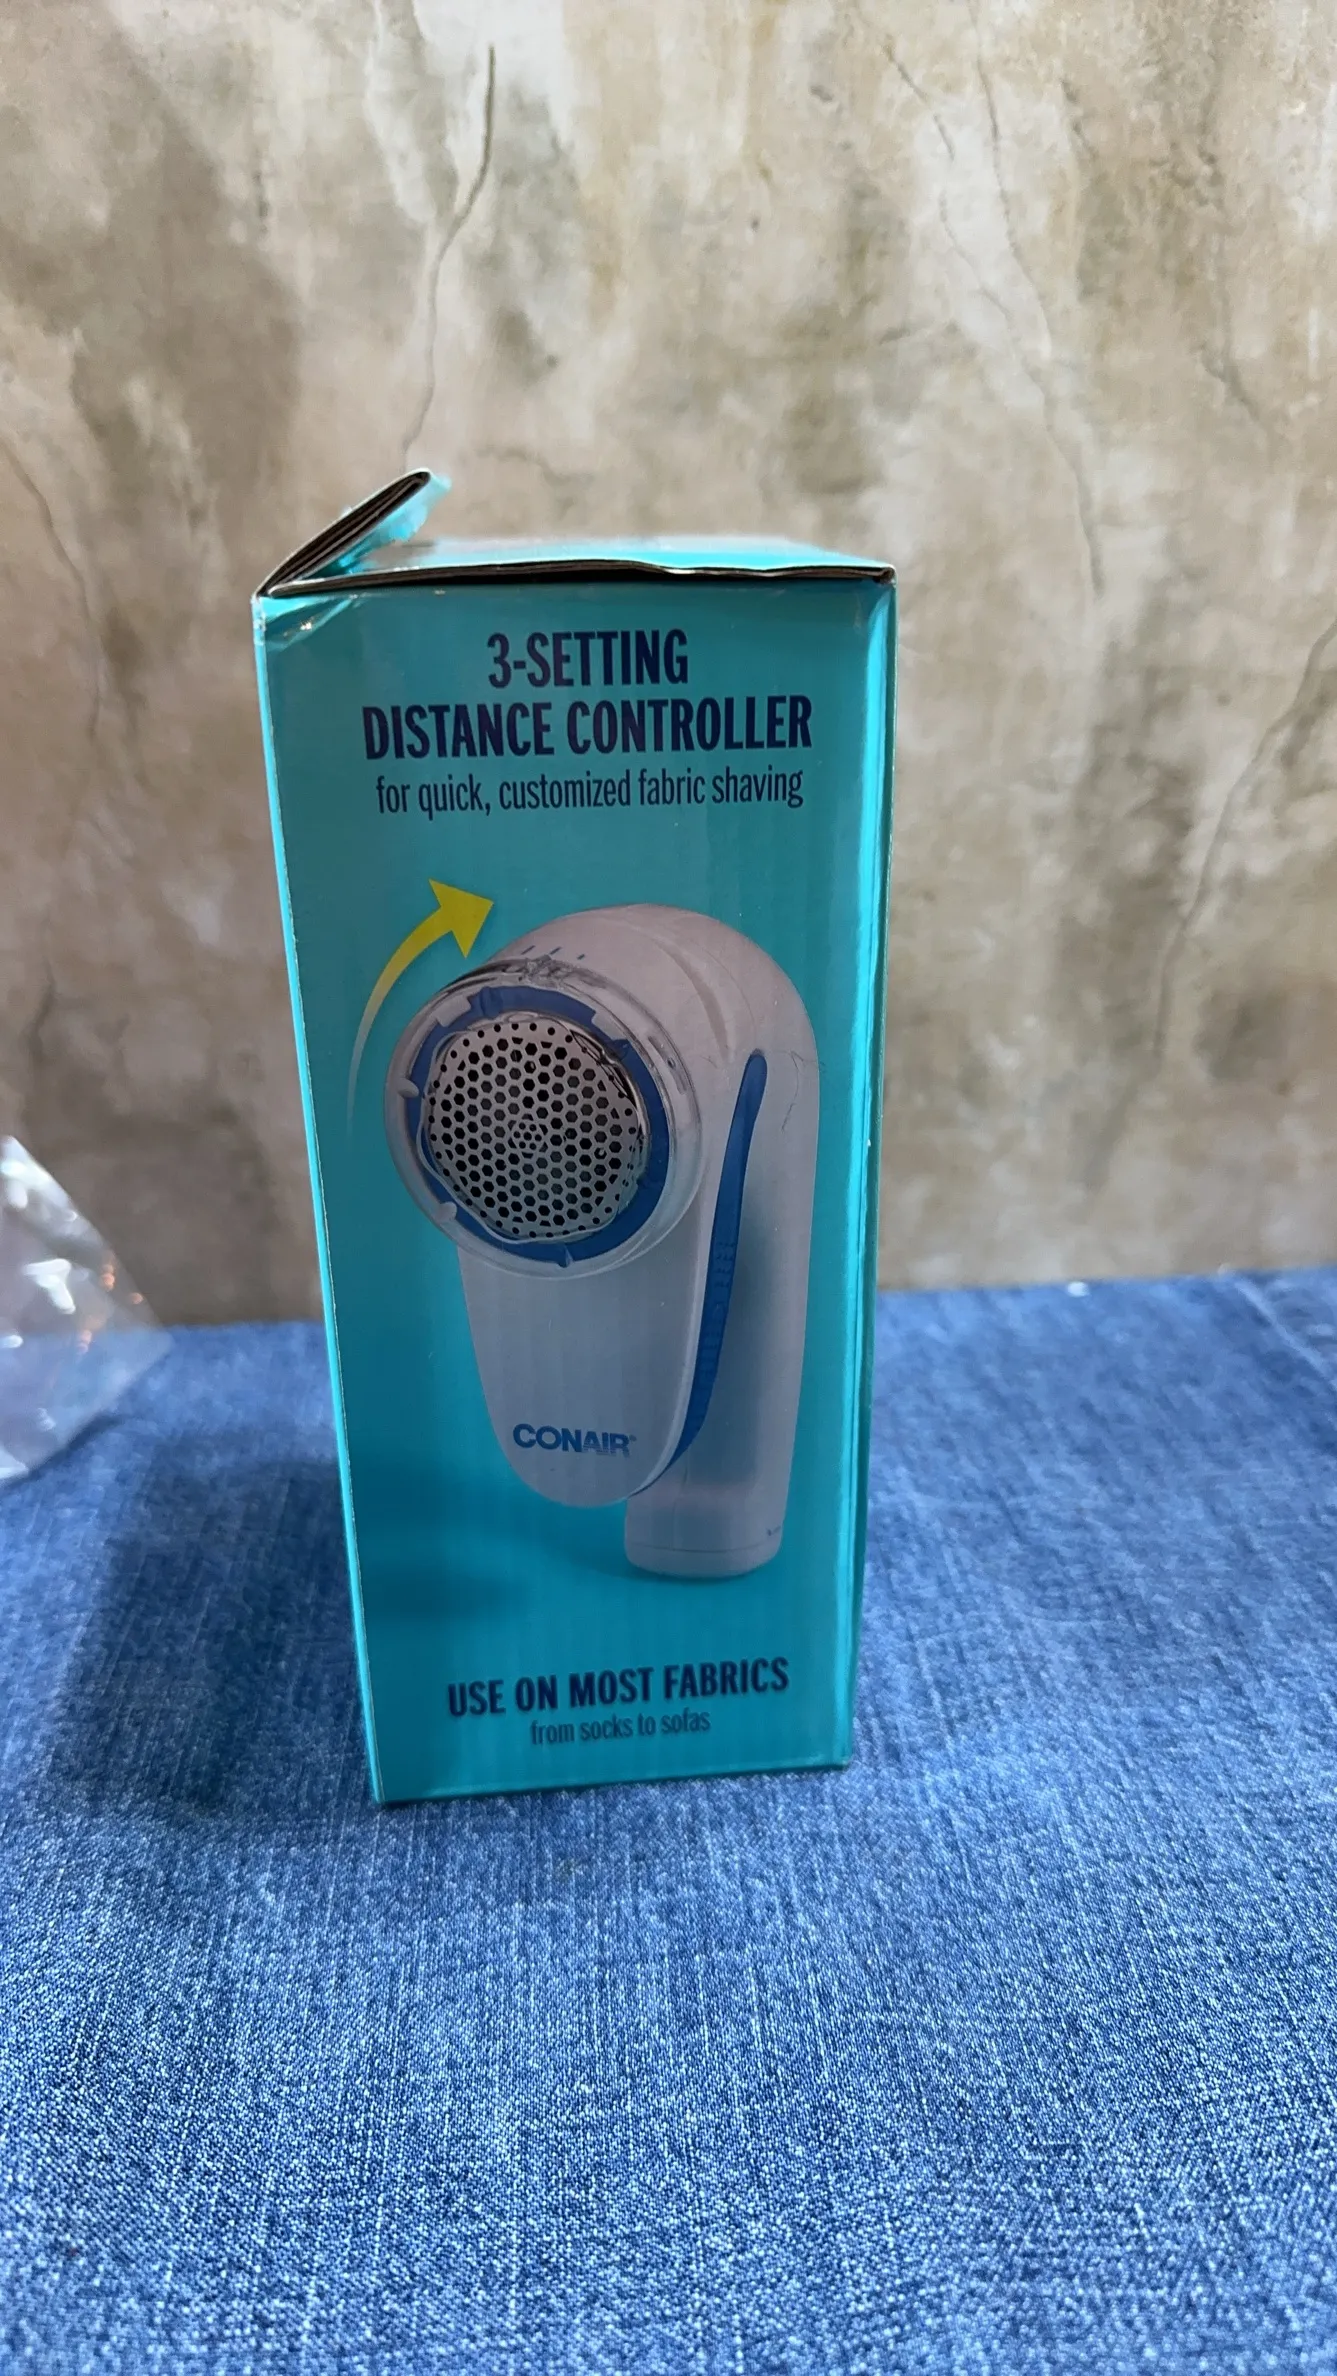 3-SETTING
DISTANCE CONTROLLER
for quick, customized fabric shaving
CONAIR®
USE ON MOST FABRICS
from socks to sofas